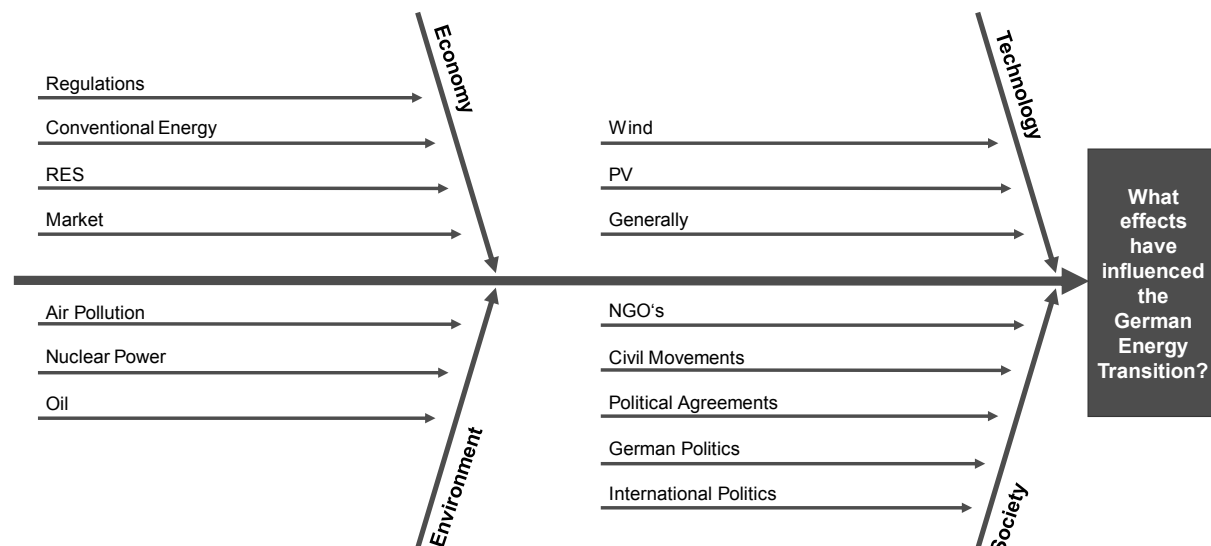 Economy
Regulations
Conventional Energy
RES
Market
Technology
Wind
PV
Generally
Air Pollution
Nuclear Power
Oil
Environment
NGO‘s
Civil Movements
Political Agreements
German Politics
International Politics
Society
What
effects
have
influenced
the
German
Energy
Transition?